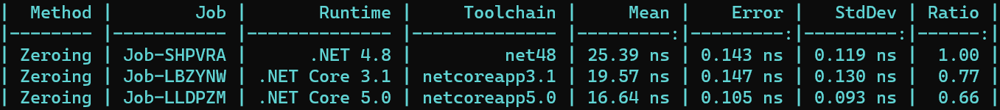 |  Method |           Job |       Runtime |     Toolchain |     Mean |    Error |   StdDev | Ratio |
|-------- |----------- |-------------- |-------------- |---------:|---------:|---------:|------:|
| Zeroing | Job-SHPVRA |      .NET 4.8 |         net48 | 25.39 ns | 0.143 ns | 0.119 ns |  1.00 |
| Zeroing | Job-LBZYNW | .NET Core 3.1 | netcoreapp3.1 | 19.57 ns | 0.147 ns | 0.130 ns |  0.77 |
| Zeroing | Job-LLDPZM | .NET Core 5.0 | netcoreapp5.0 | 16.64 ns | 0.105 ns | 0.093 ns |  0.66 |